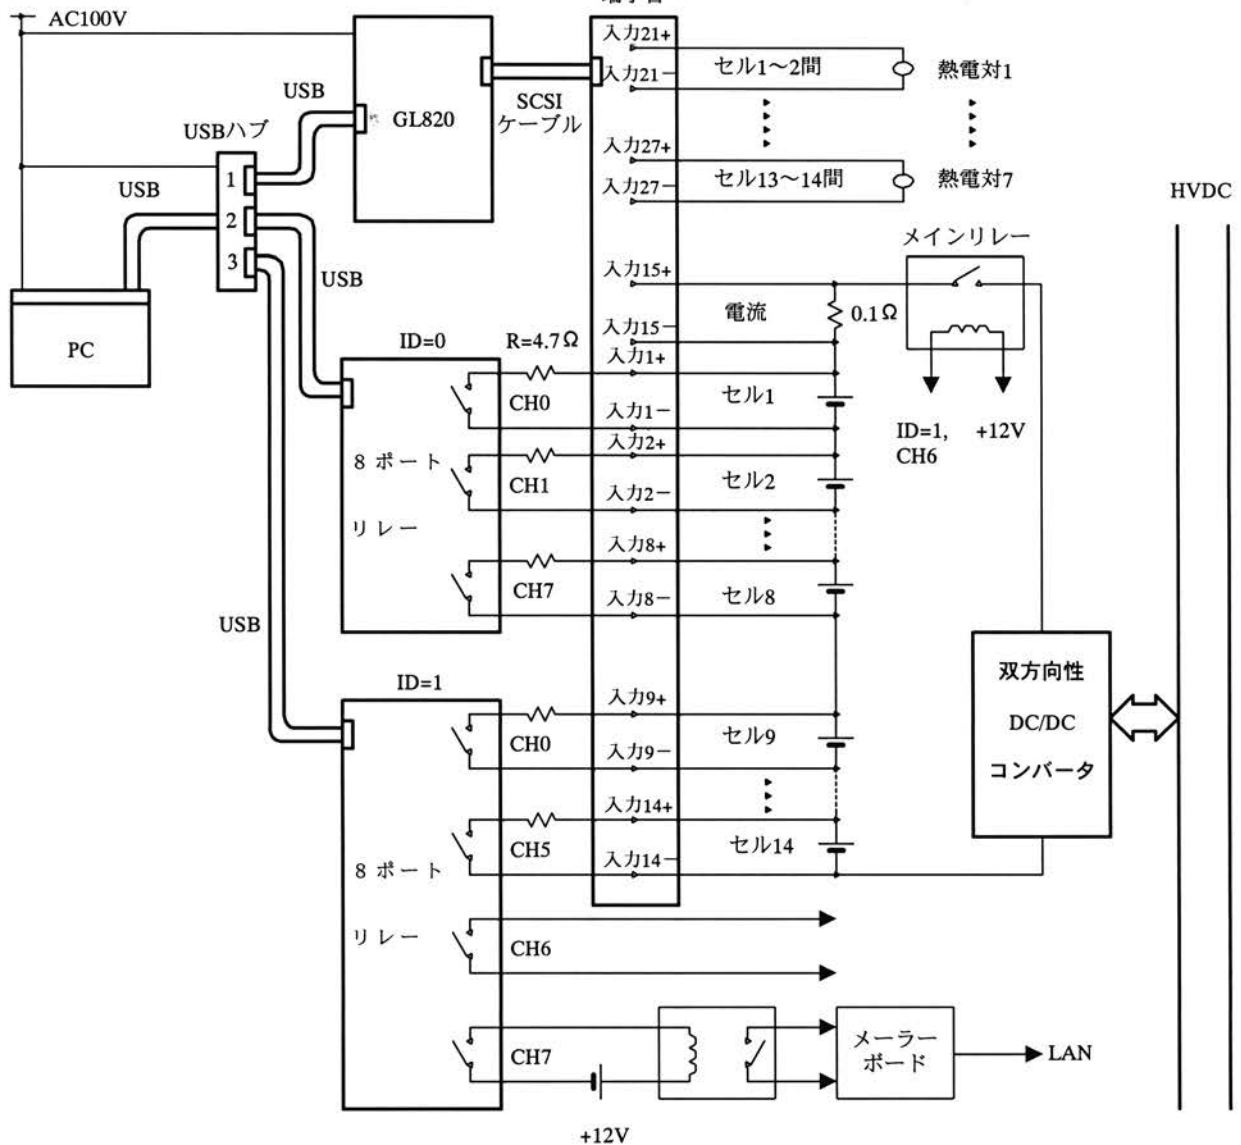 AC100V
入力21+
セル1～2間
熱電対1
入力21－
USB
GL820
SCSI
ケーブル
USBハブ
入力27+
セル13～14間
熱電対7
入力27－
USB
1
2
3
HVDC
メインリレー
USB
入力15+
電流
0.1Ω
入力15－
PC
ID=0
R=4.7Ω
入力1+
CH0
セル1
入力1－
ID=1,
CH6
+12V
入力2+
8 ポート
CH1
セル2
入力2－
リレー
入力8+
CH7
セル8
入力8－
USB
双方向性
DC/DC
コンバータ
ID=1
入力9+
CH0
セル9
入力9－
入力14+
CH5
セル14
入力14－
8 ポート
リレー
CH6
CH7
メーラー
ボード
LAN
+12V